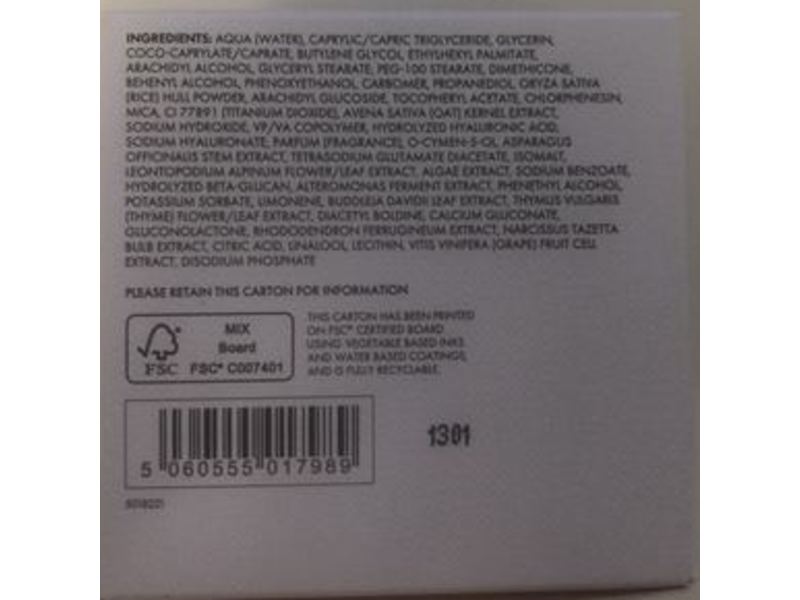 INGREDIENTS: AQUA (WATER), CAPRYLIC/CAPRIC TRIGLYCERIDE, GLYCERIN,
COCO-CAPRYLATE/CAPRATE, BUTYLENE GLYCOL, ETHYLHEXYL PALMITATE,
ARACHIDYL ALCOHOL, GLYCERYL STEARATE, PEG-100 STEARATE, DIMETHICONE,
BEHENYL ALCOHOL, PHENOXYETHANOL, CARBOMER, PROPANEDIOL, ORYZA SATIVA
(RICE) HULL POWDER, ARACHIDYL GLUCOSIDE, TOCOPHERYL ACETATE, CHLORPHENESIN,
MICA, CI 77891 (TITANIUM DIOXIDE), AVENA SATIVA (OAT) KERNEL EXTRACT,
SODIUM HYDROXIDE, VP/VA COPOLYMER, HYDROLYZED HYALURONIC ACID,
SODIUM HYALURONATE, PARFUM (FRAGRANCE), O-CYMEN-5-OL, ASPARAGUS
OFFICINALIS STEM EXTRACT, TETRASODIUM GLUTAMATE DIACETATE, ISOMALT,
LEONTOPODIUM ALPINUM FLOWER/LEAF EXTRACT, ALGAE EXTRACT, SODIUM BENZOATE,
HYDROLYZED BETA-GLUCAN, ALTEROMONAS FERMENT EXTRACT, PHENETHYL ALCOHOL,
POTASSIUM SORBATE, LIMONENE, BUDDLEJA DAVIDII LEAF EXTRACT, THYMUS VULGARIS
(THYME) FLOWER/LEAF EXTRACT, DIACETYL BOLDINE, CALCIUM GLUCONATE,
GLUCONOLACTONE, RHODODENDRON FERRUGINEUM EXTRACT, NARCISSUS TAZETTA
BULB EXTRACT, CITRIC ACID, LINALOOL, LECITHIN, VITIS VINIFERA (GRAPE) FRUIT CELL
EXTRACT, DISODIUM PHOSPHATE
PLEASE RETAIN THIS CARTON FOR INFORMATION
MIX
Board
FSC FSC® C007401
THIS CARTON HAS BEEN PRINTED
ON FSC® CERTIFIED BOARD
USING VEGETABLE BASED INKS
AND WATER BASED COATINGS,
AND IS FULLY RECYCLABLE.
1301
5 060555 017989